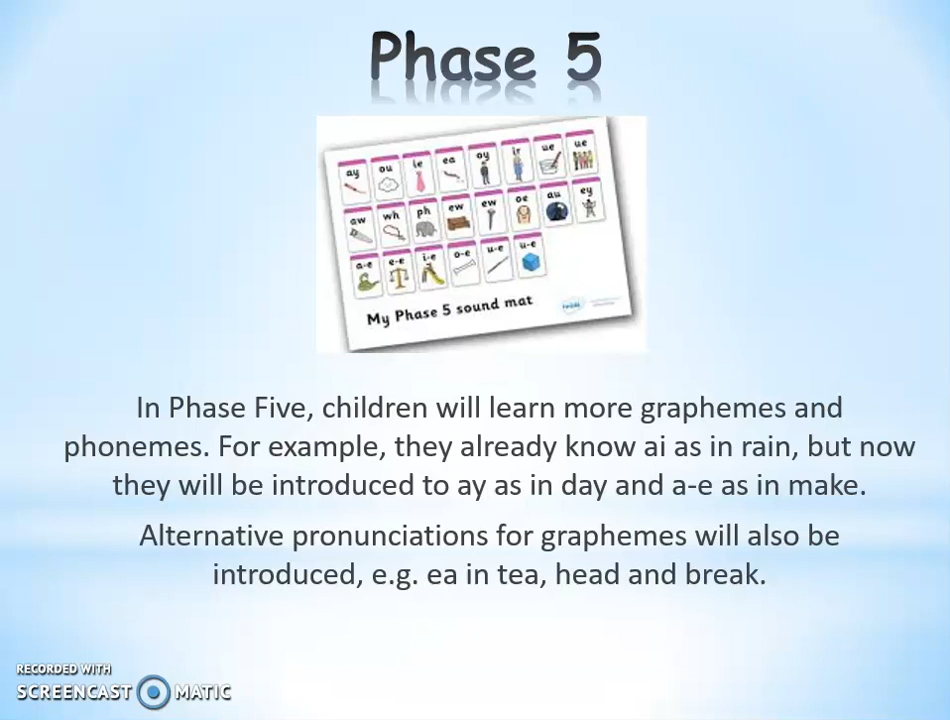 Phase 5
ay ou ie ea oy ir ue ue
aw wh ph ew ew oe au ey
a-e e-e i-e o-e u-e u-e
My Phase 5 sound mat
twinkl
In Phase Five, children will learn more graphemes and
phonemes. For example, they already know ai as in rain, but now
they will be introduced to ay as in day and a-e as in make.
Alternative pronunciations for graphemes will also be
introduced, e.g. ea in tea, head and break.
RECORDED WITH
SCREENCAST MATIC